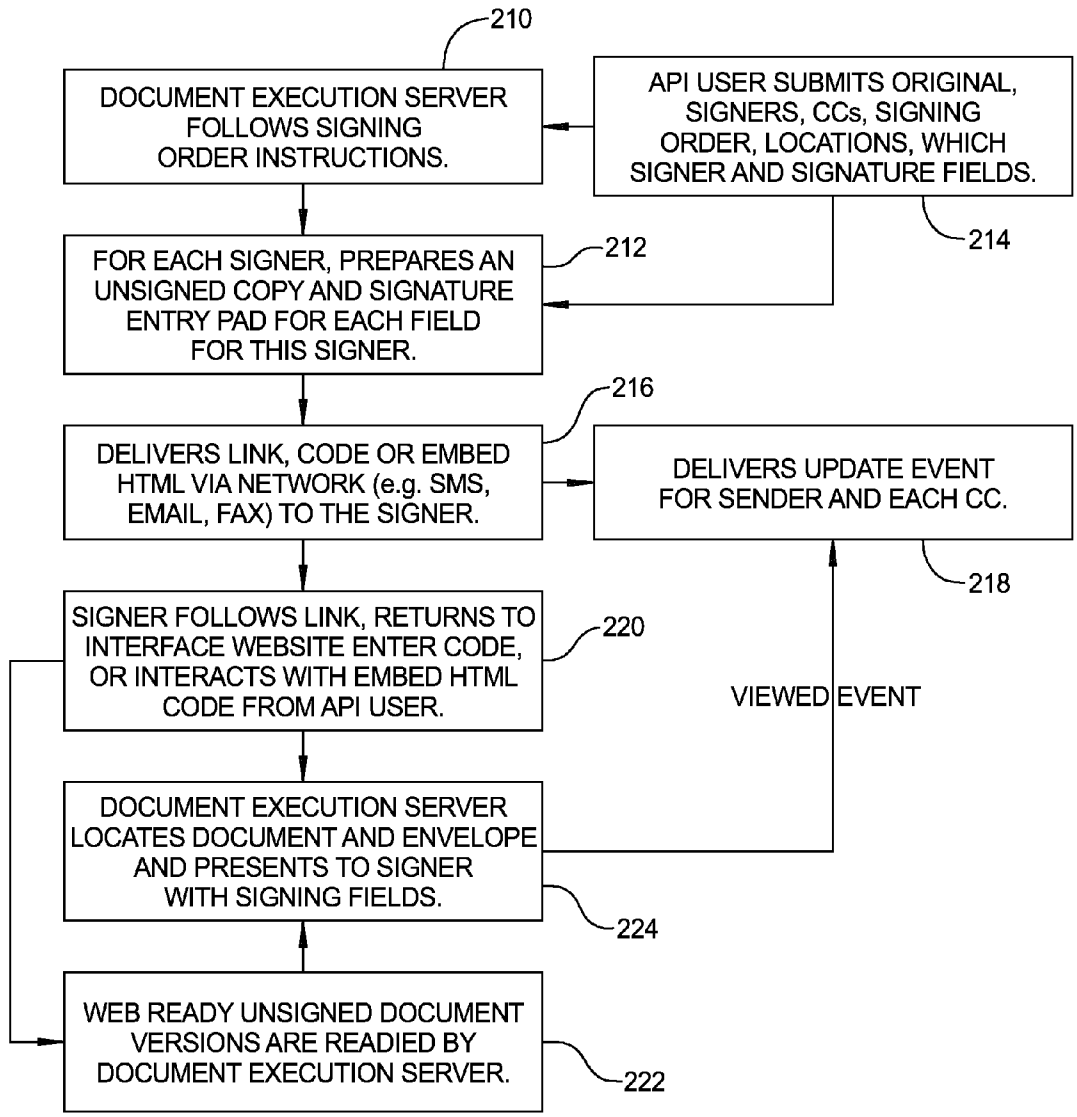 210
DOCUMENT EXECUTION SERVER
FOLLOWS SIGNING
ORDER INSTRUCTIONS.
API USER SUBMITS ORIGINAL,
SIGNERS, CCs, SIGNING
ORDER, LOCATIONS, WHICH
SIGNER AND SIGNATURE FIELDS.
214
212
FOR EACH SIGNER, PREPARES AN
UNSIGNED COPY AND SIGNATURE
ENTRY PAD FOR EACH FIELD
FOR THIS SIGNER.
216
DELIVERS LINK, CODE OR EMBED
HTML VIA NETWORK (e.g. SMS,
EMAIL, FAX) TO THE SIGNER.
DELIVERS UPDATE EVENT
FOR SENDER AND EACH CC.
218
SIGNER FOLLOWS LINK, RETURNS TO
INTERFACE WEBSITE ENTER CODE,
OR INTERACTS WITH EMBED HTML
CODE FROM API USER.
220
VIEWED EVENT
DOCUMENT EXECUTION SERVER
LOCATES DOCUMENT AND ENVELOPE
AND PRESENTS TO SIGNER
WITH SIGNING FIELDS.
224
WEB READY UNSIGNED DOCUMENT
VERSIONS ARE READIED BY
DOCUMENT EXECUTION SERVER.
222